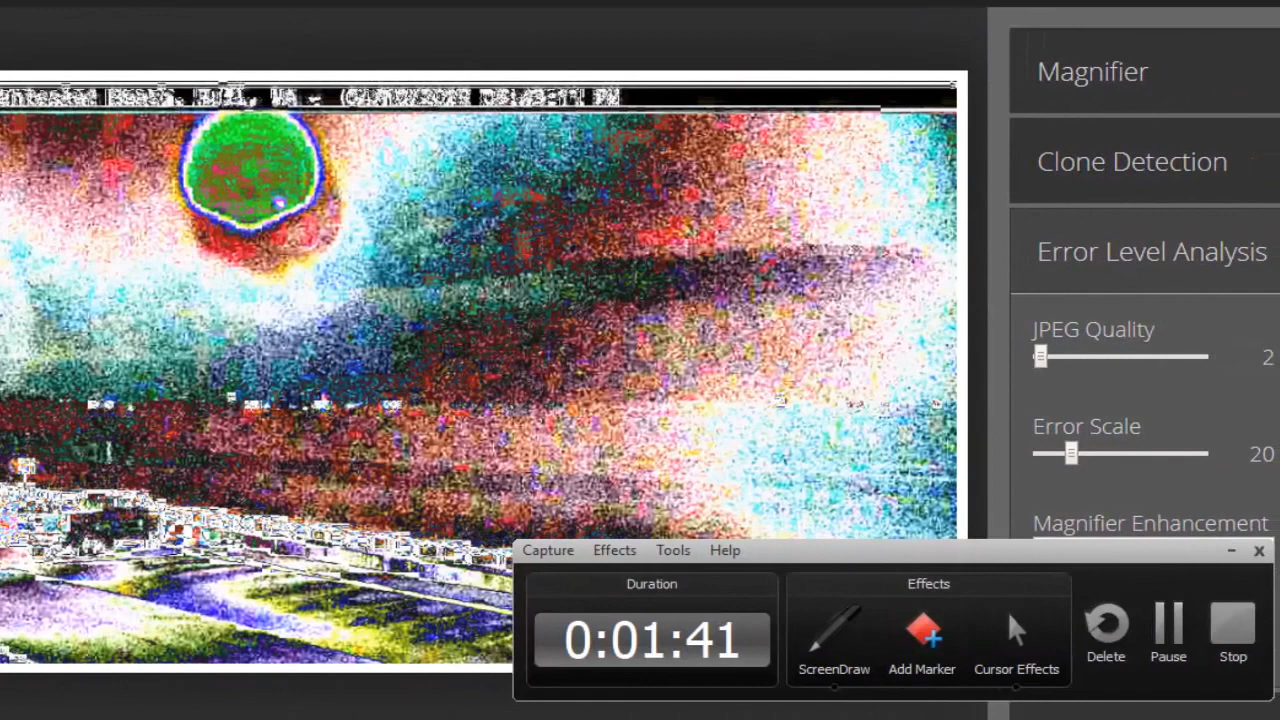 Magnifier
Clone Detection
Error Level Analysis
JPEG Quality
2
Error Scale
20
Magnifier Enhancement
Capture Effects Tools Help
Duration
Effects
0:01:41
ScreenDraw Add Marker Cursor Effects
Delete Pause Stop